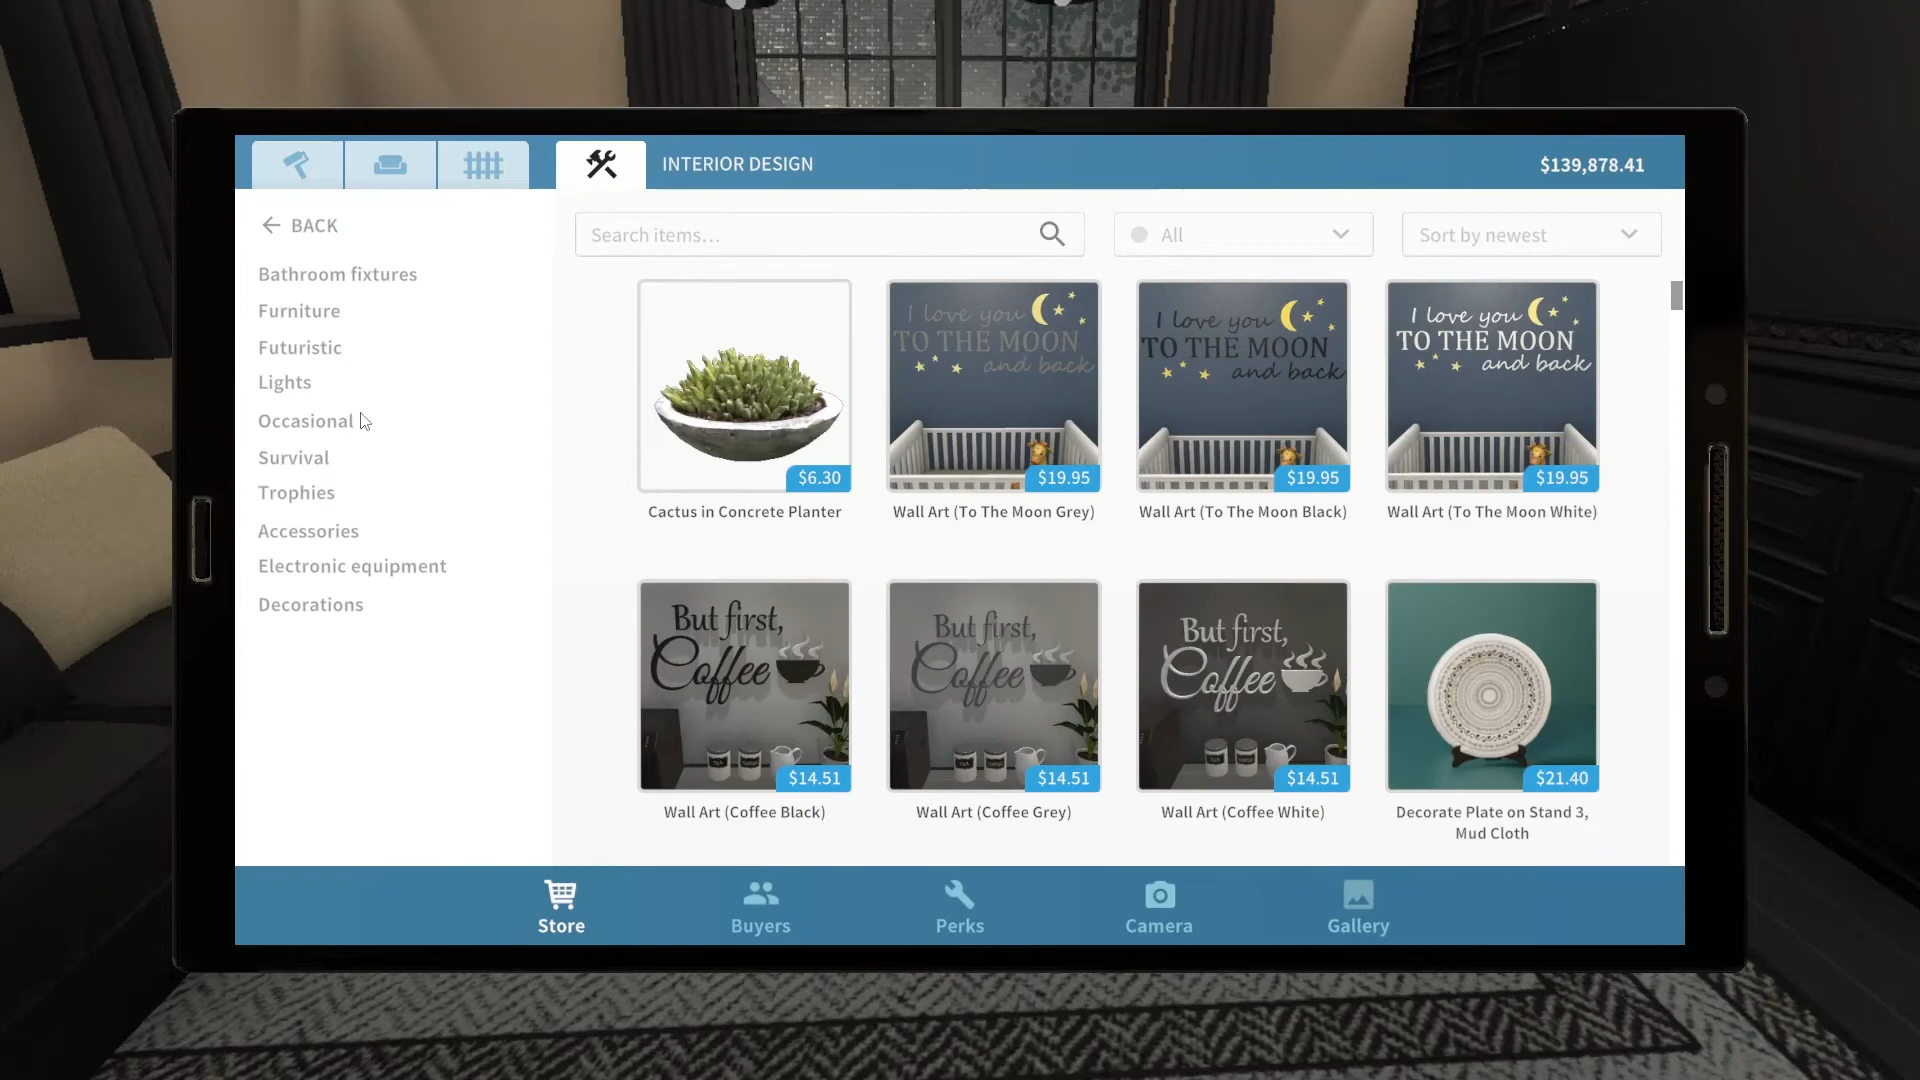 INTERIOR DESIGN
$139,878.41
BACK
Bathroom fixtures
Furniture
Futuristic
Lights
Occasional
Survival
Trophies
Accessories
Electronic equipment
Decorations
Search items...
All
Sort by newest
I love you
TO THE MOON
and back
$6.30
Cactus in Concrete Planter
$19.95
Wall Art (To The Moon Grey)
I love you
TO THE MOON
and back
$19.95
Wall Art (To The Moon Black)
I love you
TO THE MOON
and back
$19.95
Wall Art (To The Moon White)
But first,
Coffee
$14.51
Wall Art (Coffee Black)
But first,
Coffee
$14.51
Wall Art (Coffee Grey)
But first,
Coffee
$14.51
Wall Art (Coffee White)
$21.40
Decorate Plate on Stand 3,
Mud Cloth
Store
Buyers
Perks
Camera
Gallery